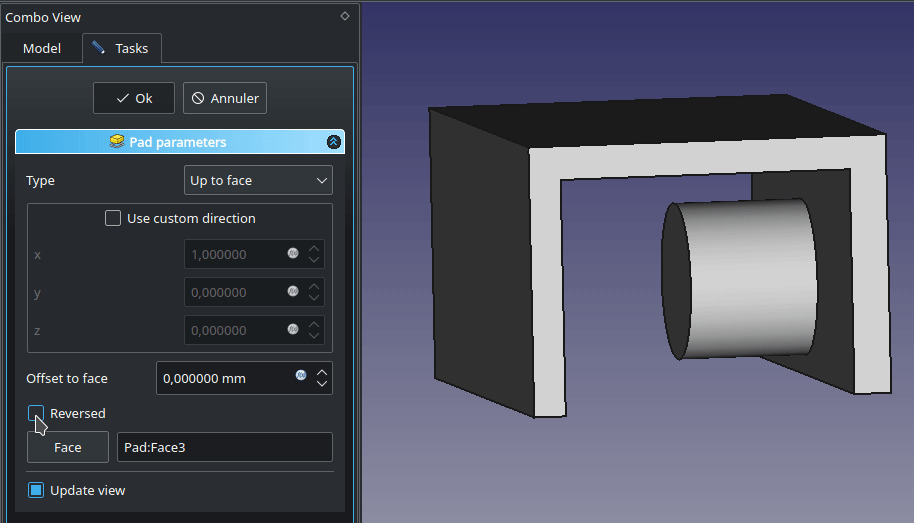 Combo View
Model
Tasks
Ok
Annuler
Pad parameters
Type
Up to face
Use custom direction
x
1,000000
y
0,000000
z
0,000000
Offset to face
0,000000 mm
Reversed
Face
Pad:Face3
Update view